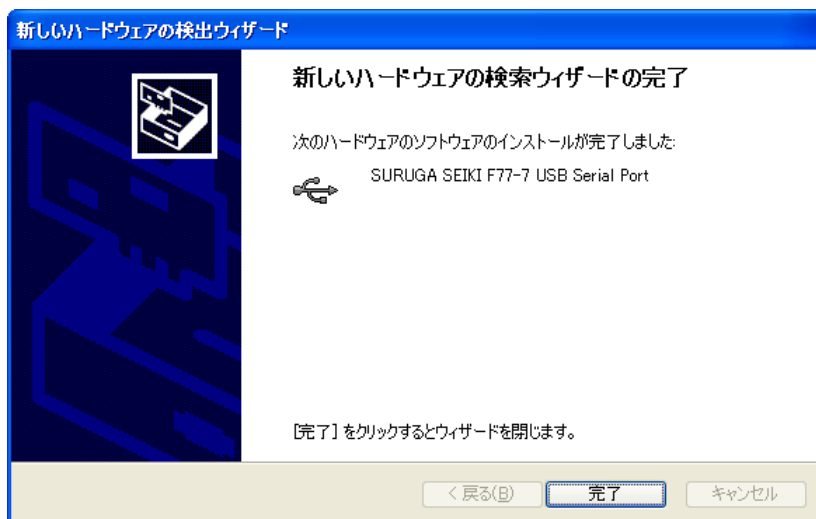 新しいハードウェアの検出ウィザード
新しいハードウェアの検索ウィザードの完了
次のハードウェアのソフトウェアのインストールが完了しました:
SURUGA SEIKI F77-7 USB Serial Port
[完了] をクリックするとウィザードを閉じます。
< 戻る(B)
完了
キャンセル